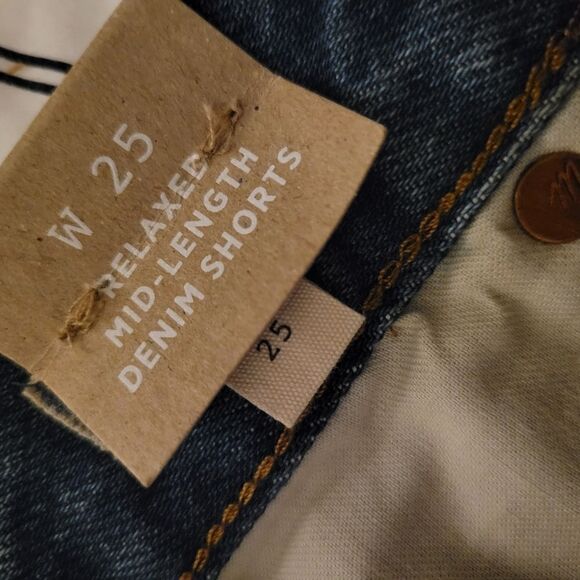 W 25
RELAXED
MID-LENGTH
DENIM SHORTS
25